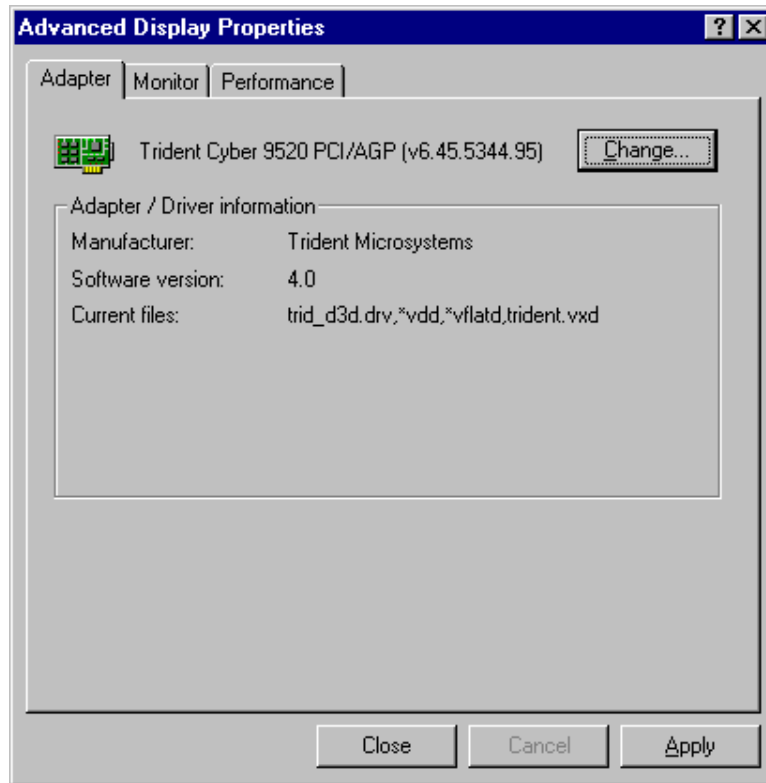 Advanced Display Properties
Adapter Monitor Performance
Trident Cyber 9520 PCI/AGP (v6.45.5344.95) Change...
Adapter / Driver information
Manufacturer: Trident Microsystems
Software version: 4.0
Current files: trid_d3d.drv,*vdd,*vflatd,trident.vxd
Close Cancel Apply